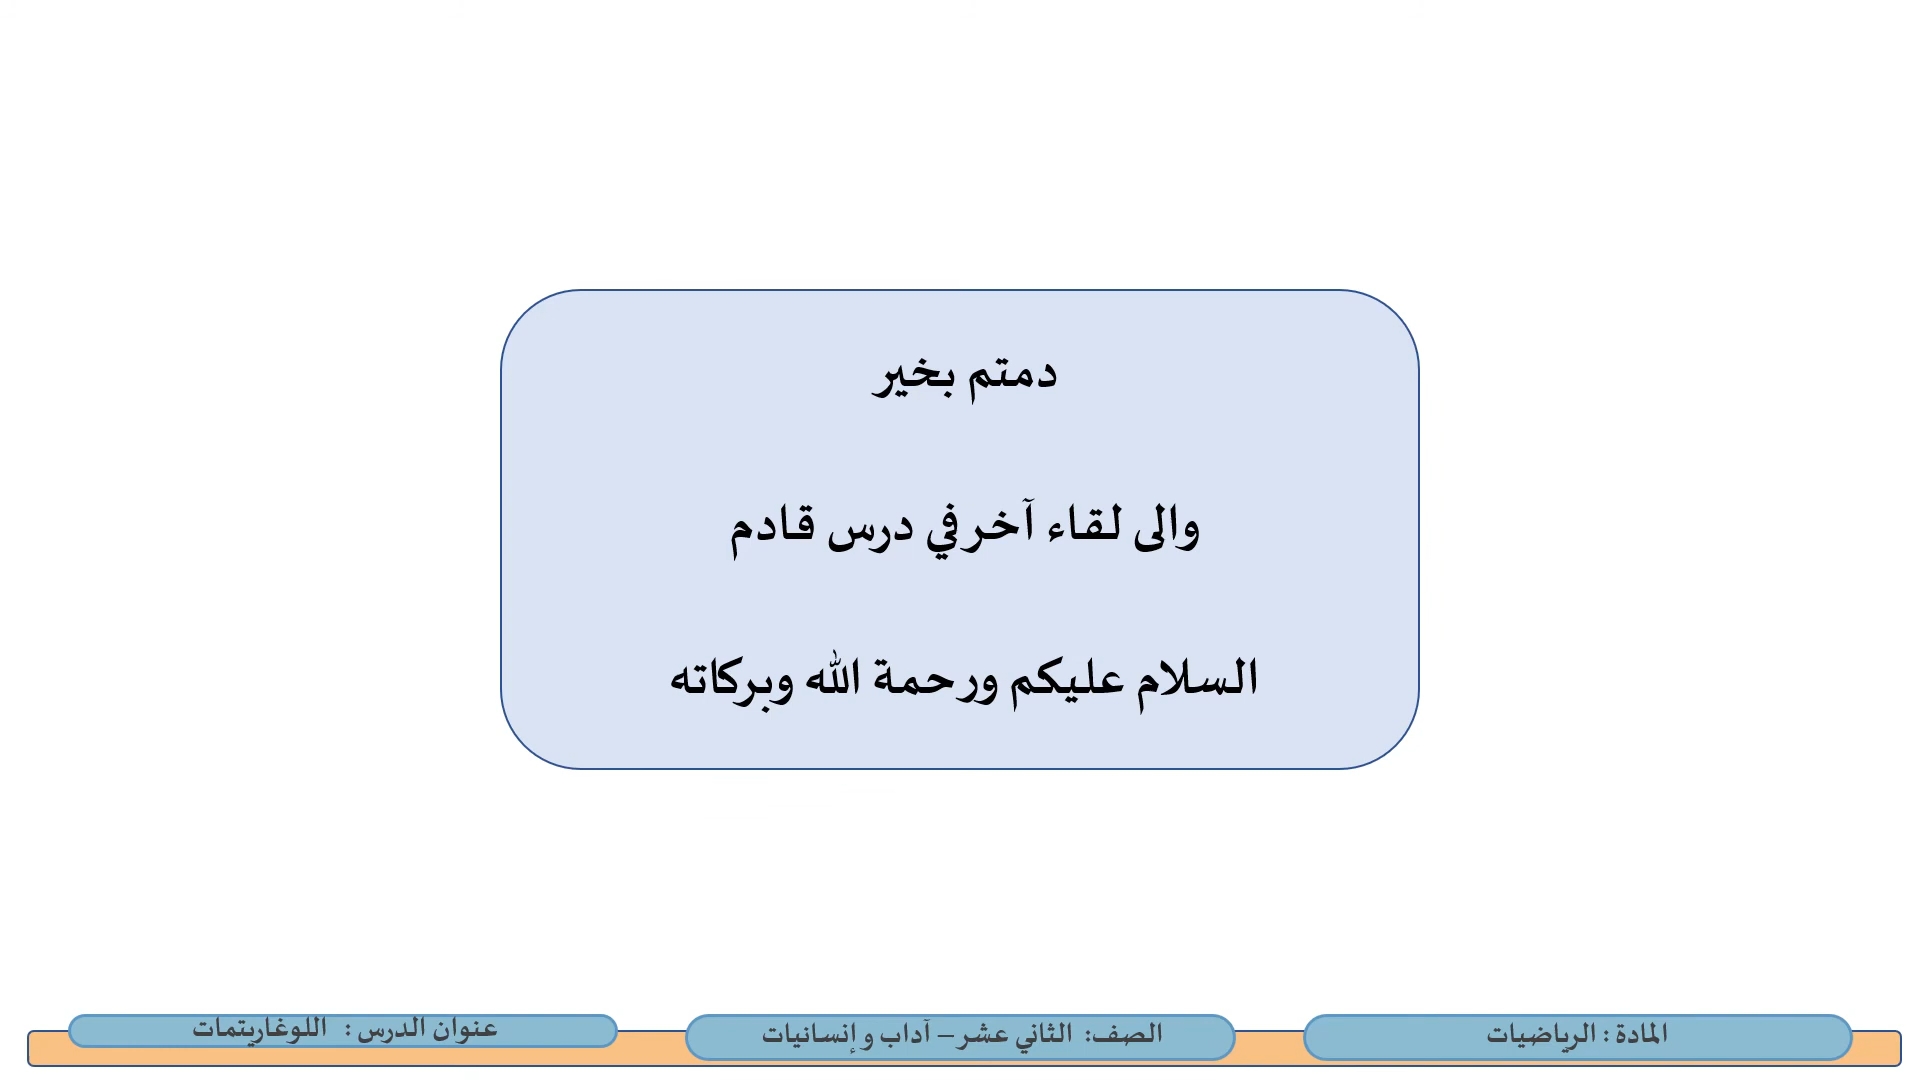 دمتم بخير
والى لقاء آخر في درس قادم
السلام عليكم ورحمة الله وبركاته
المادة : الرياضيات
الصف: الثاني عشر – آداب و إنسانيات
عنوان الدرس : اللوغاريتمات